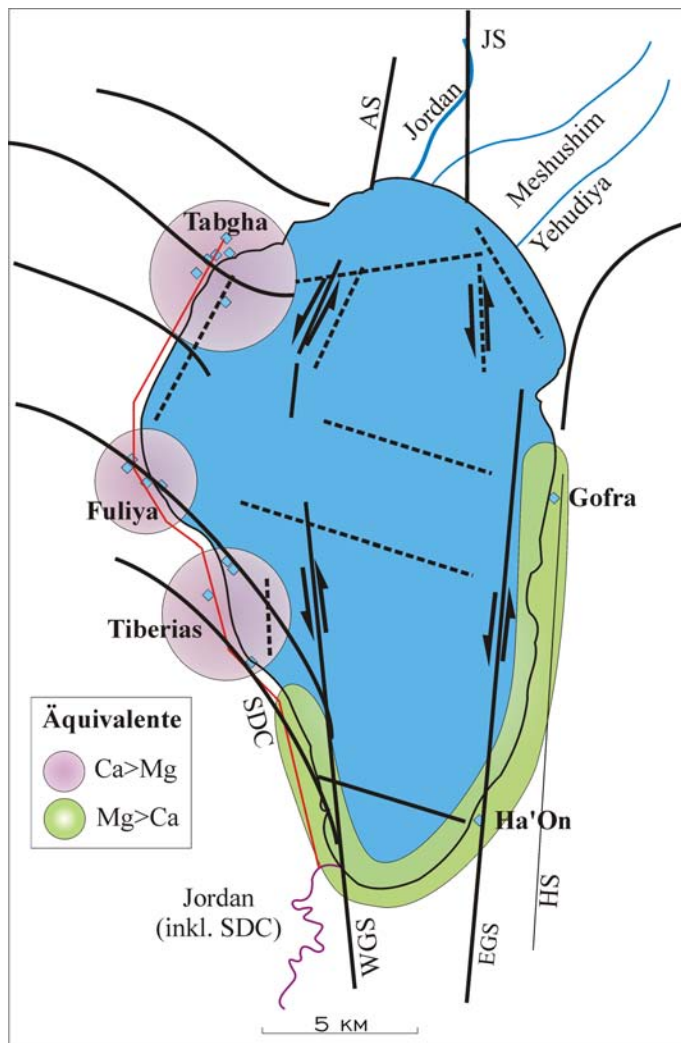 JS
AS
Jordan
Meshushim
Yehudiya
Tabgha
Fuliya
Gofra
Tiberias
SDC
Äquivalente
Ca>Mg
Mg>Ca
Ha'On
HS
Jordan
(inkl. SDC)
WGS
EGS
5 KM